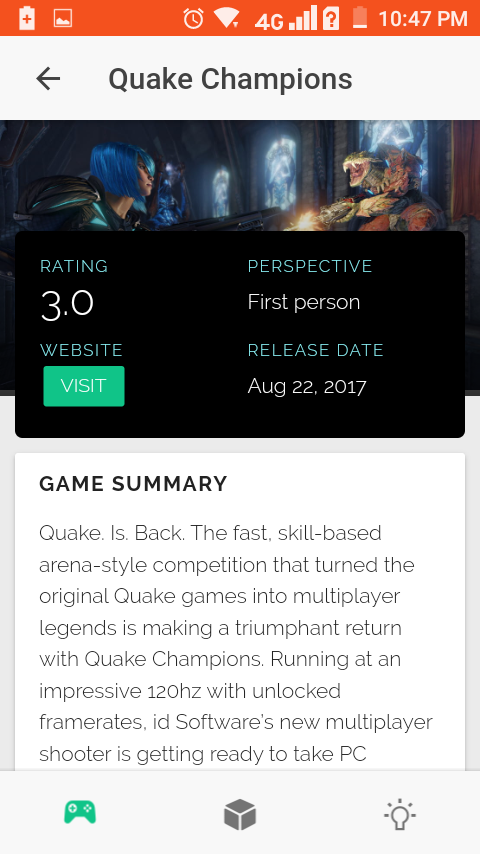 4G
10:47 PM
Quake Champions
RATING
3.0
PERSPECTIVE
First person
WEBSITE
VISIT
RELEASE DATE
Aug 22, 2017
GAME SUMMARY
Quake. Is. Back. The fast, skill-based
arena-style competition that turned the
original Quake games into multiplayer
legends is making a triumphant return
with Quake Champions. Running at an
impressive 120hz with unlocked
framerates, id Software's new multiplayer
shooter is getting ready to take PC